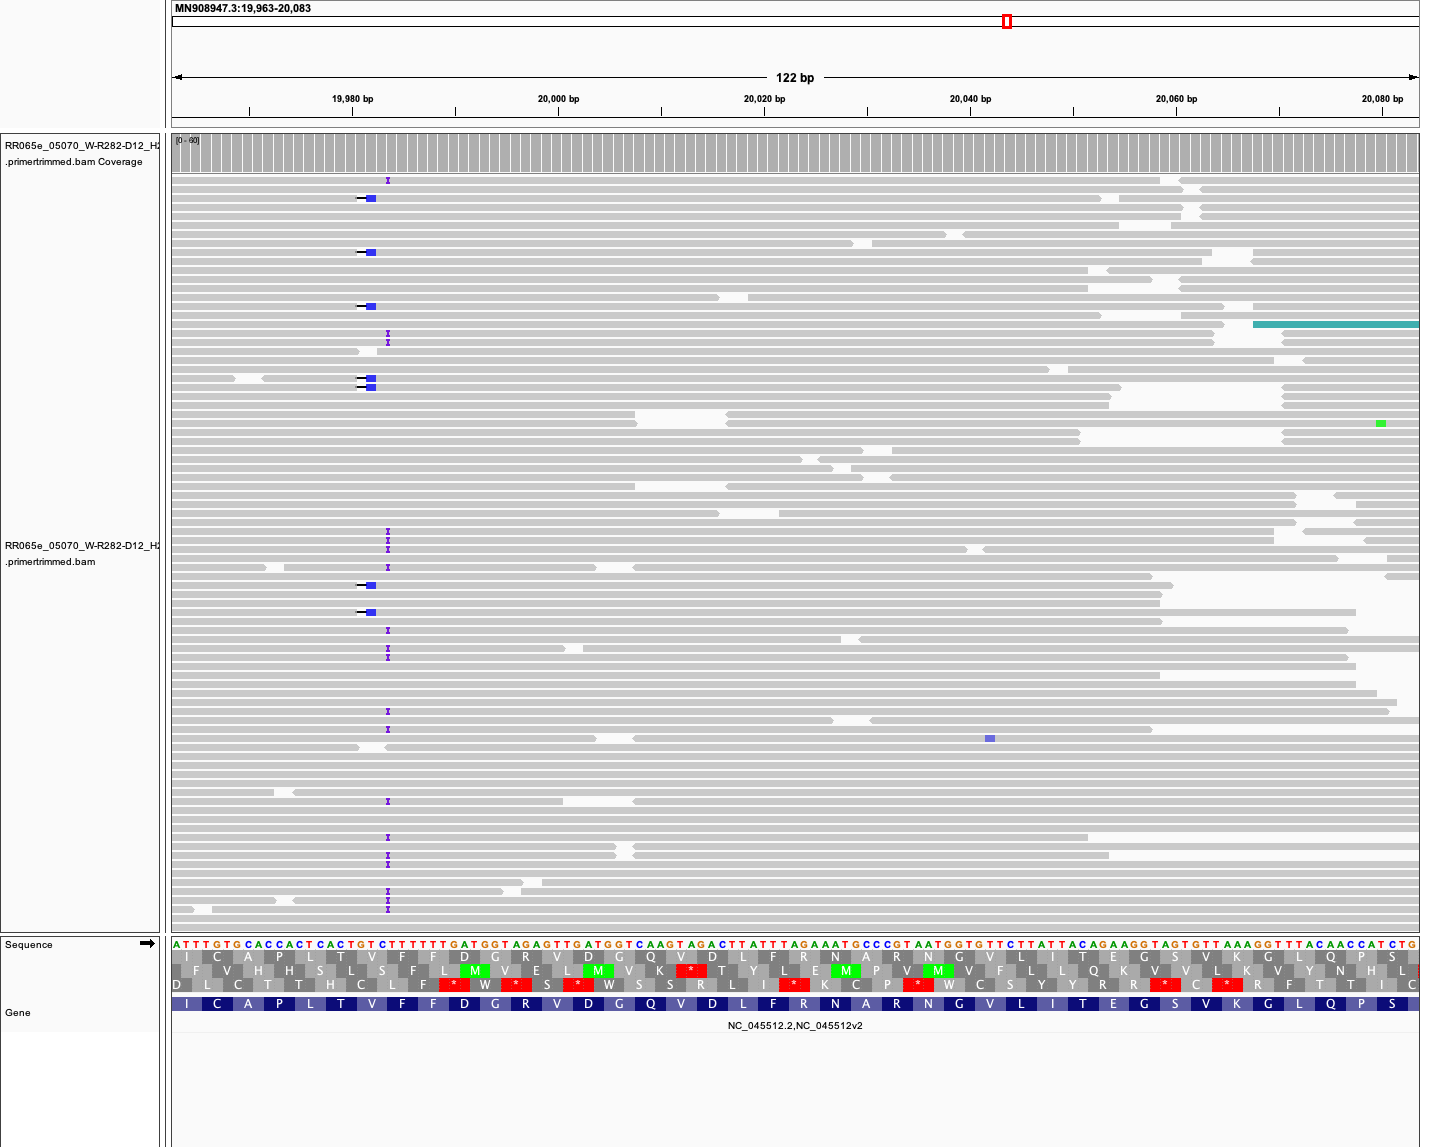 MN908947.3:19,963-20,083
122 bp
19,980 bp 20,000 bp 20,020 bp 20,040 bp 20,060 bp 20,080 bp
RR065e_05070_W-R282-D12_H
.primertrimmed.bam Coverage
[0 - 60]
RR065e_05070_W-R282-D12_H
.primertrimmed.bam
Sequence
ATTTGTGCACCACTCACTGTCTTTTTTGATGGTAGAGTTGATGGTCAAGTAGACTTATTTAGAAATGCCCGTAATGGTGTTCTTATTACAGAAGGTAGTGTTAAAGGTTTACAACCATCTG
I C A P L T V F F D G R V D G Q V D L F R N A R N G V L I T E G S V K G L Q P S
F V H H S L S F L M V E L M V K * T Y L E M P V M V F L L Q K V V L K V Y N H L
D L C T T H C L F * W * S * W S S R L I * K C P * W C S Y Y R R * C * R F T T I C
Gene
I C A P L T V F F D G R V D G Q V D L F R N A R N G V L I T E G S V K G L Q P S
NC_045512.2,NC_045512v2